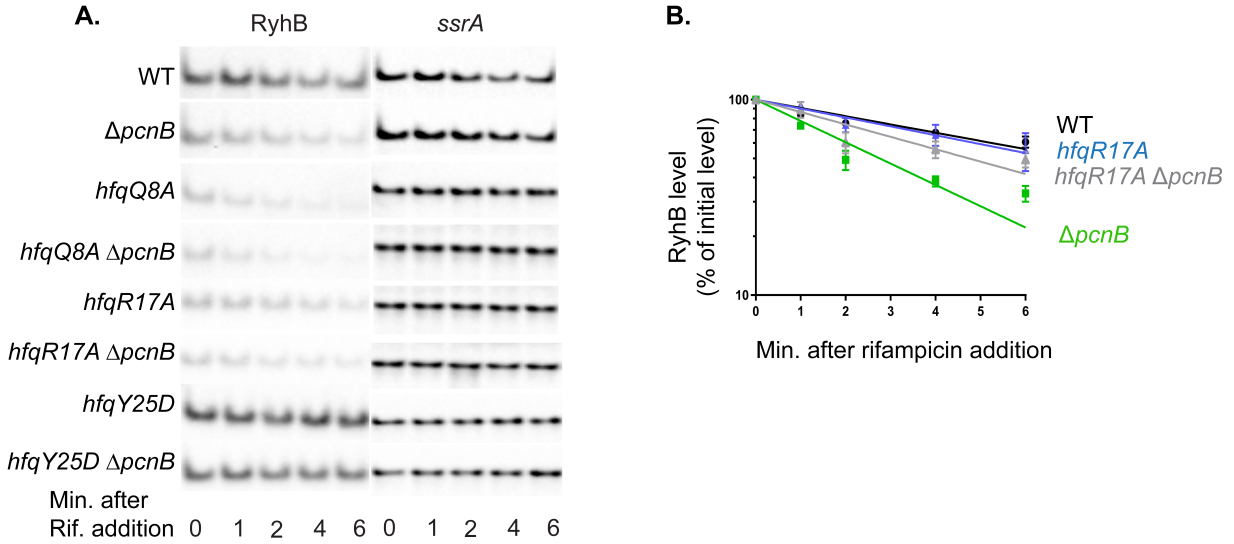 A.
RyhB ssrA
WT
ΔpcnB
hfqQ8A
hfqQ8A ΔpcnB
hfqR17A
hfqR17A ΔpcnB
hfqY25D
hfqY25D ΔpcnB
Min. after
Rif. addition 0 1 2 4 6 0 1 2 4 6
B.
RyhB level
(% of initial level)
100
10
0 1 2 3 4 5 6
Min. after rifampicin addition
WT
hfqR17A
hfqR17A ΔpcnB
ΔpcnB